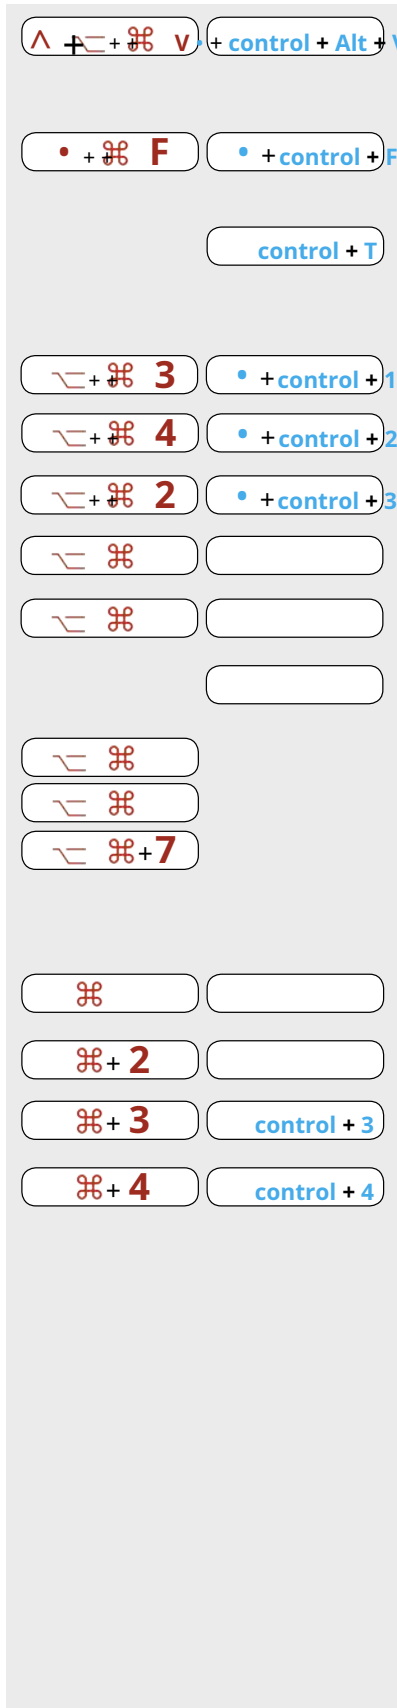 ^ + ⌥ + + ⌘ v • + control + Alt + V
• + + ⌘ F • + control + F
control + T
⌥ + + ⌘ 3 • + control + 1
⌥ + + ⌘ 4 • + control + 2
⌥ + + ⌘ 2 • + control + 3
⌥ ⌘
⌥ ⌘
⌥ ⌘
⌥ ⌘
⌥ ⌘ + 7
⌘
⌘ + 2
⌘ + 3 control + 3
⌘ + 4 control + 4